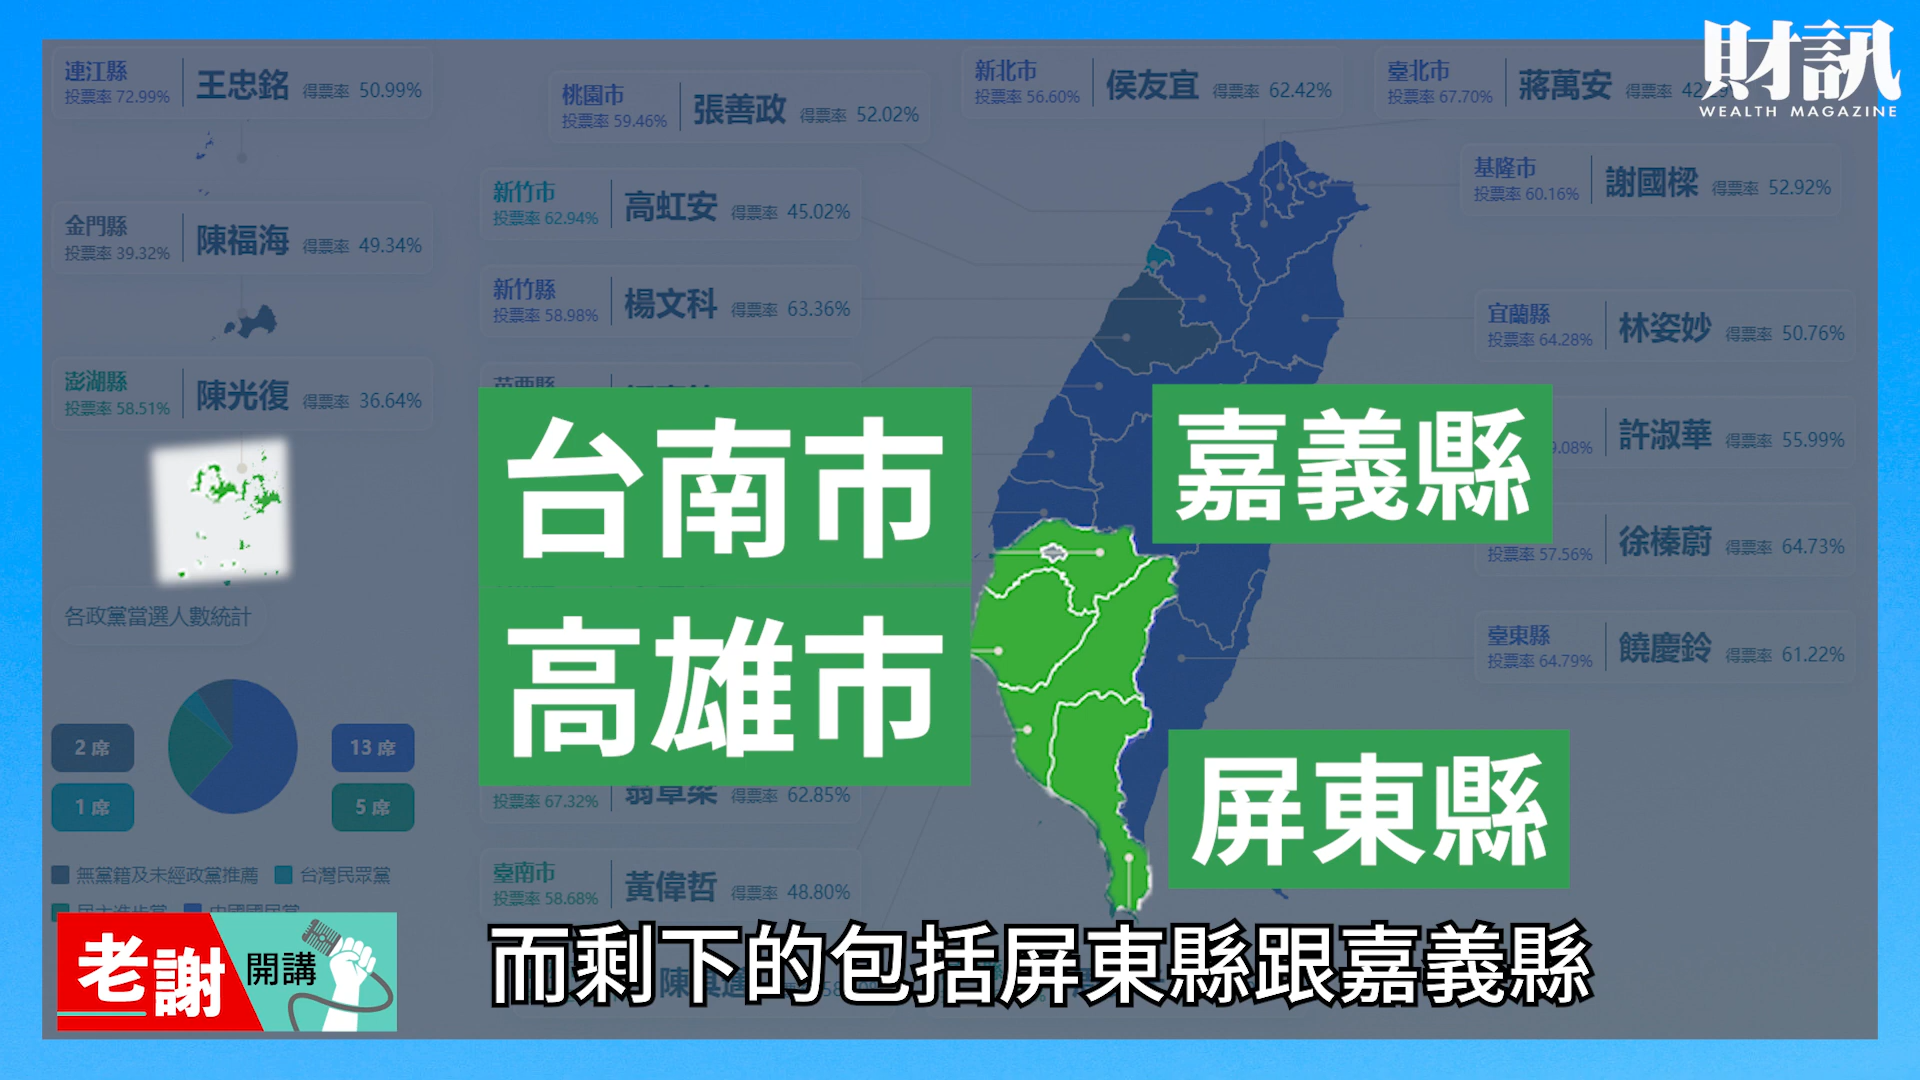 財訊
WEALTH MAGAZINE
連江縣
投票率 72.99%
王忠銘 得票率 50.99%
桃園市
投票率 59.46%
張善政 得票率 52.02%
新北市
投票率 56.60%
侯友宜 得票率 62.42%
臺北市
投票率 67.70%
蔣萬安 得票率
金門縣
投票率 39.32%
陳福海 得票率 49.34%
新竹市
投票率 62.94%
高虹安 得票率 45.02%
基隆市
投票率 60.16%
謝國樑 得票率 52.92%
新竹縣
投票率 58.98%
楊文科 得票率 63.36%
宜蘭縣
投票率 64.28%
林姿妙 得票率 50.76%
澎湖縣
投票率 58.51%
陳光復 得票率 36.64%
許淑華 得票率 55.99%
台南市
高雄市
嘉義縣
屏東縣
投票率 57.56%
徐榛蔚 得票率 64.73%
臺東縣
投票率 64.79%
饒慶鈴 得票率 61.22%
各政黨當選人數統計
2 席
13 席
1 席
5 席
無黨籍及未經政黨推薦
台灣民眾黨
投票率 67.32%
得票率 62.85%
臺南市
投票率 58.68%
黃偉哲 得票率 48.80%
老謝
開講
而剩下的包括屏東縣跟嘉義縣